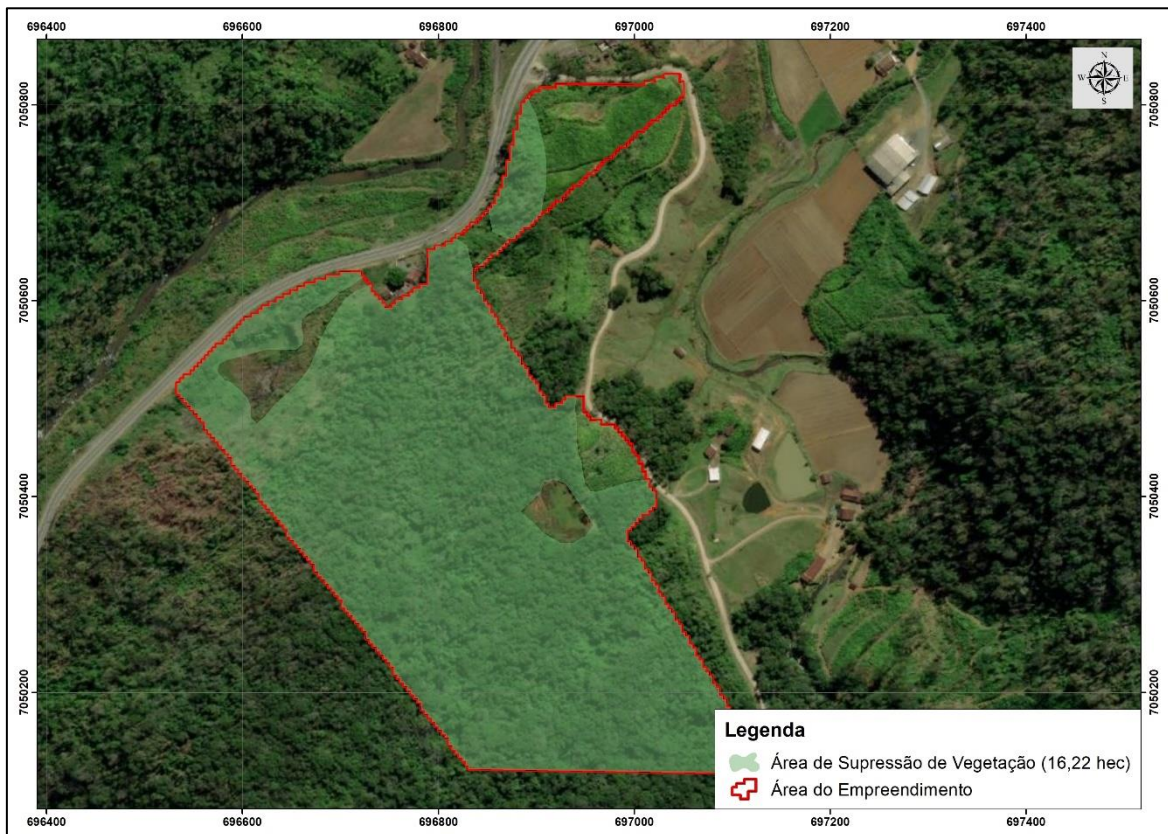 696400 696600 696800 697000 697200 697400
N
W E
S
7050800 7050800
7050600 7050600
7050400 7050400
7050200 7050200
Legenda
Área de Supressão de Vegetação (16,22 hec)
Área do Empreendimento
696400 696600 696800 697000 697200 697400